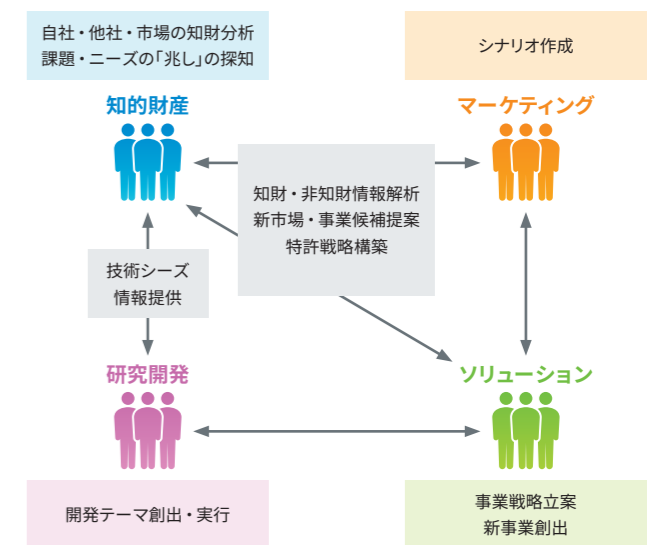 自社・他社・市場の知財分析
課題・ニーズの「兆し」の探知
シナリオ作成
知的財産
マーケティング
知財・非知財情報解析
新市場・事業候補提案
特許戦略構築
技術シーズ
情報提供
研究開発
ソリューション
開発テーマ創出・実行
事業戦略立案
新事業創出